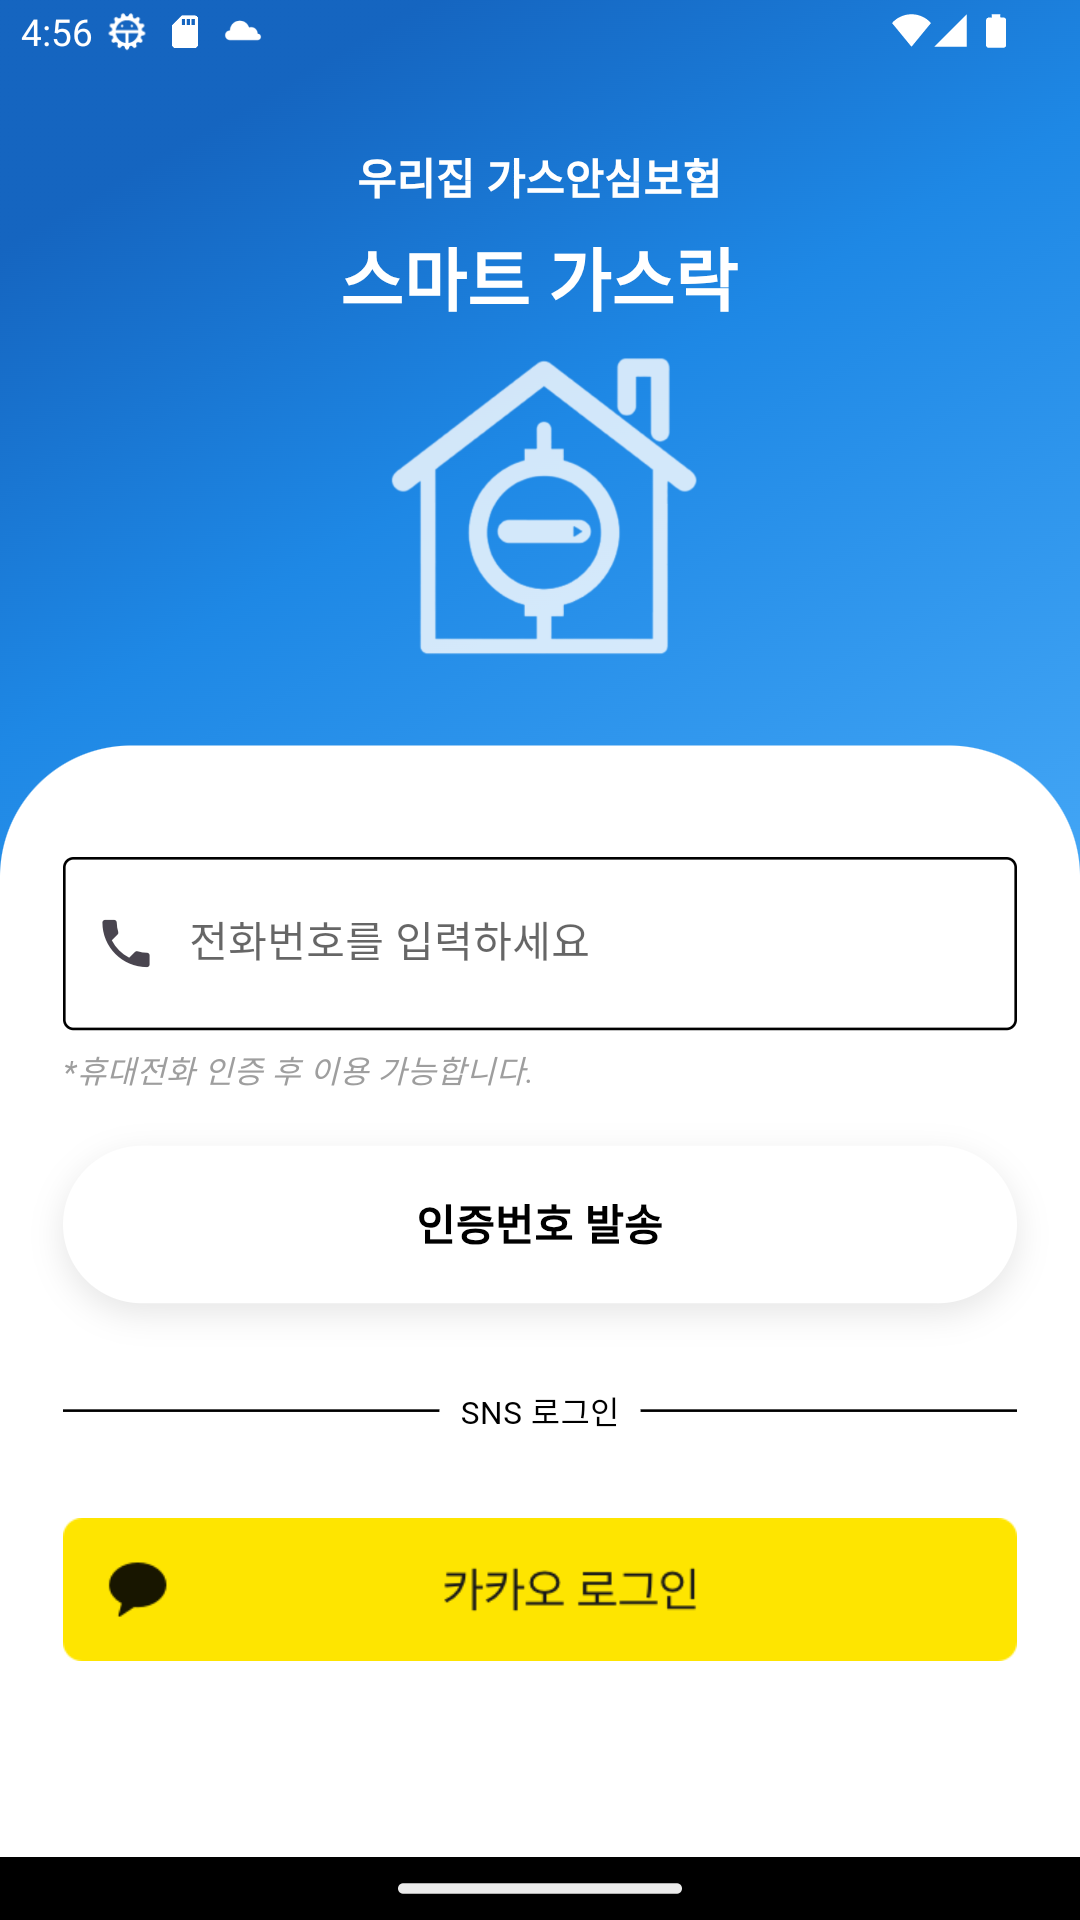 4:56
우리집 가스안심보험
스마트 가스락
전화번호를 입력하세요
*휴대전화 인증 후 이용 가능합니다.
인증번호 발송
SNS 로그인
카카오 로그인